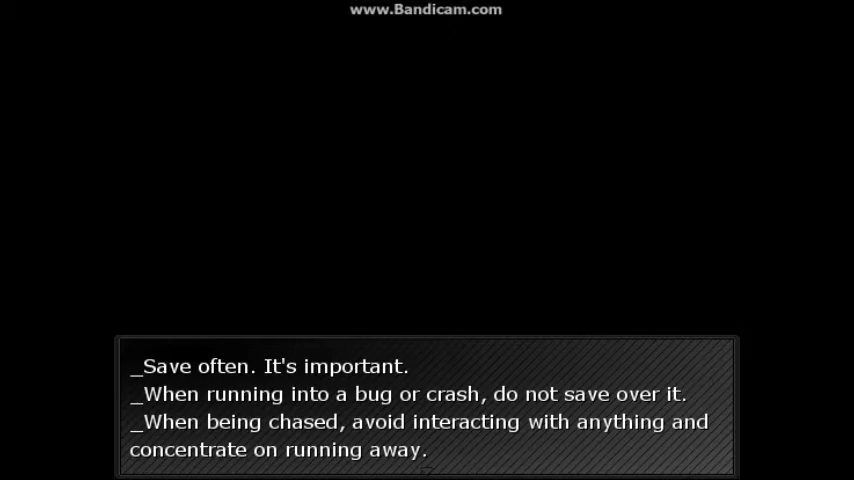 www.Bandicam.com
_Save often. It's important.
_When running into a bug or crash, do not save over it.
_When being chased, avoid interacting with anything and
concentrate on running away.